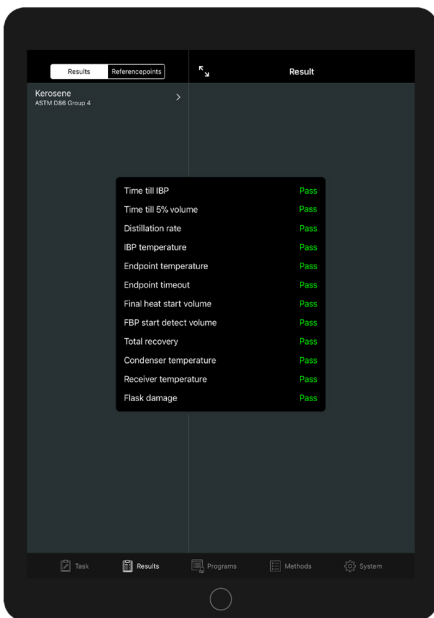 Results Referencepoints Result
Kerosene
ASTM D86 Group 4
Time till IBP Pass
Time till 5% volume Pass
Distillation rate Pass
IBP temperature Pass
Endpoint temperature Pass
Endpoint timeout Pass
Final heat start volume Pass
FBP start detect volume Pass
Total recovery Pass
Condenser temperature Pass
Receiver temperature Pass
Flask damage Pass
Task Results Programs Methods System